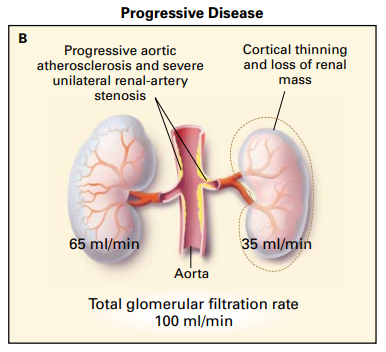 Progressive Disease
B
Progressive aortic
atherosclerosis and severe
unilateral renal-artery
stenosis
Cortical thinning
and loss of renal
mass
65 ml/min
35 ml/min
Aorta
Total glomerular filtration rate
100 ml/min